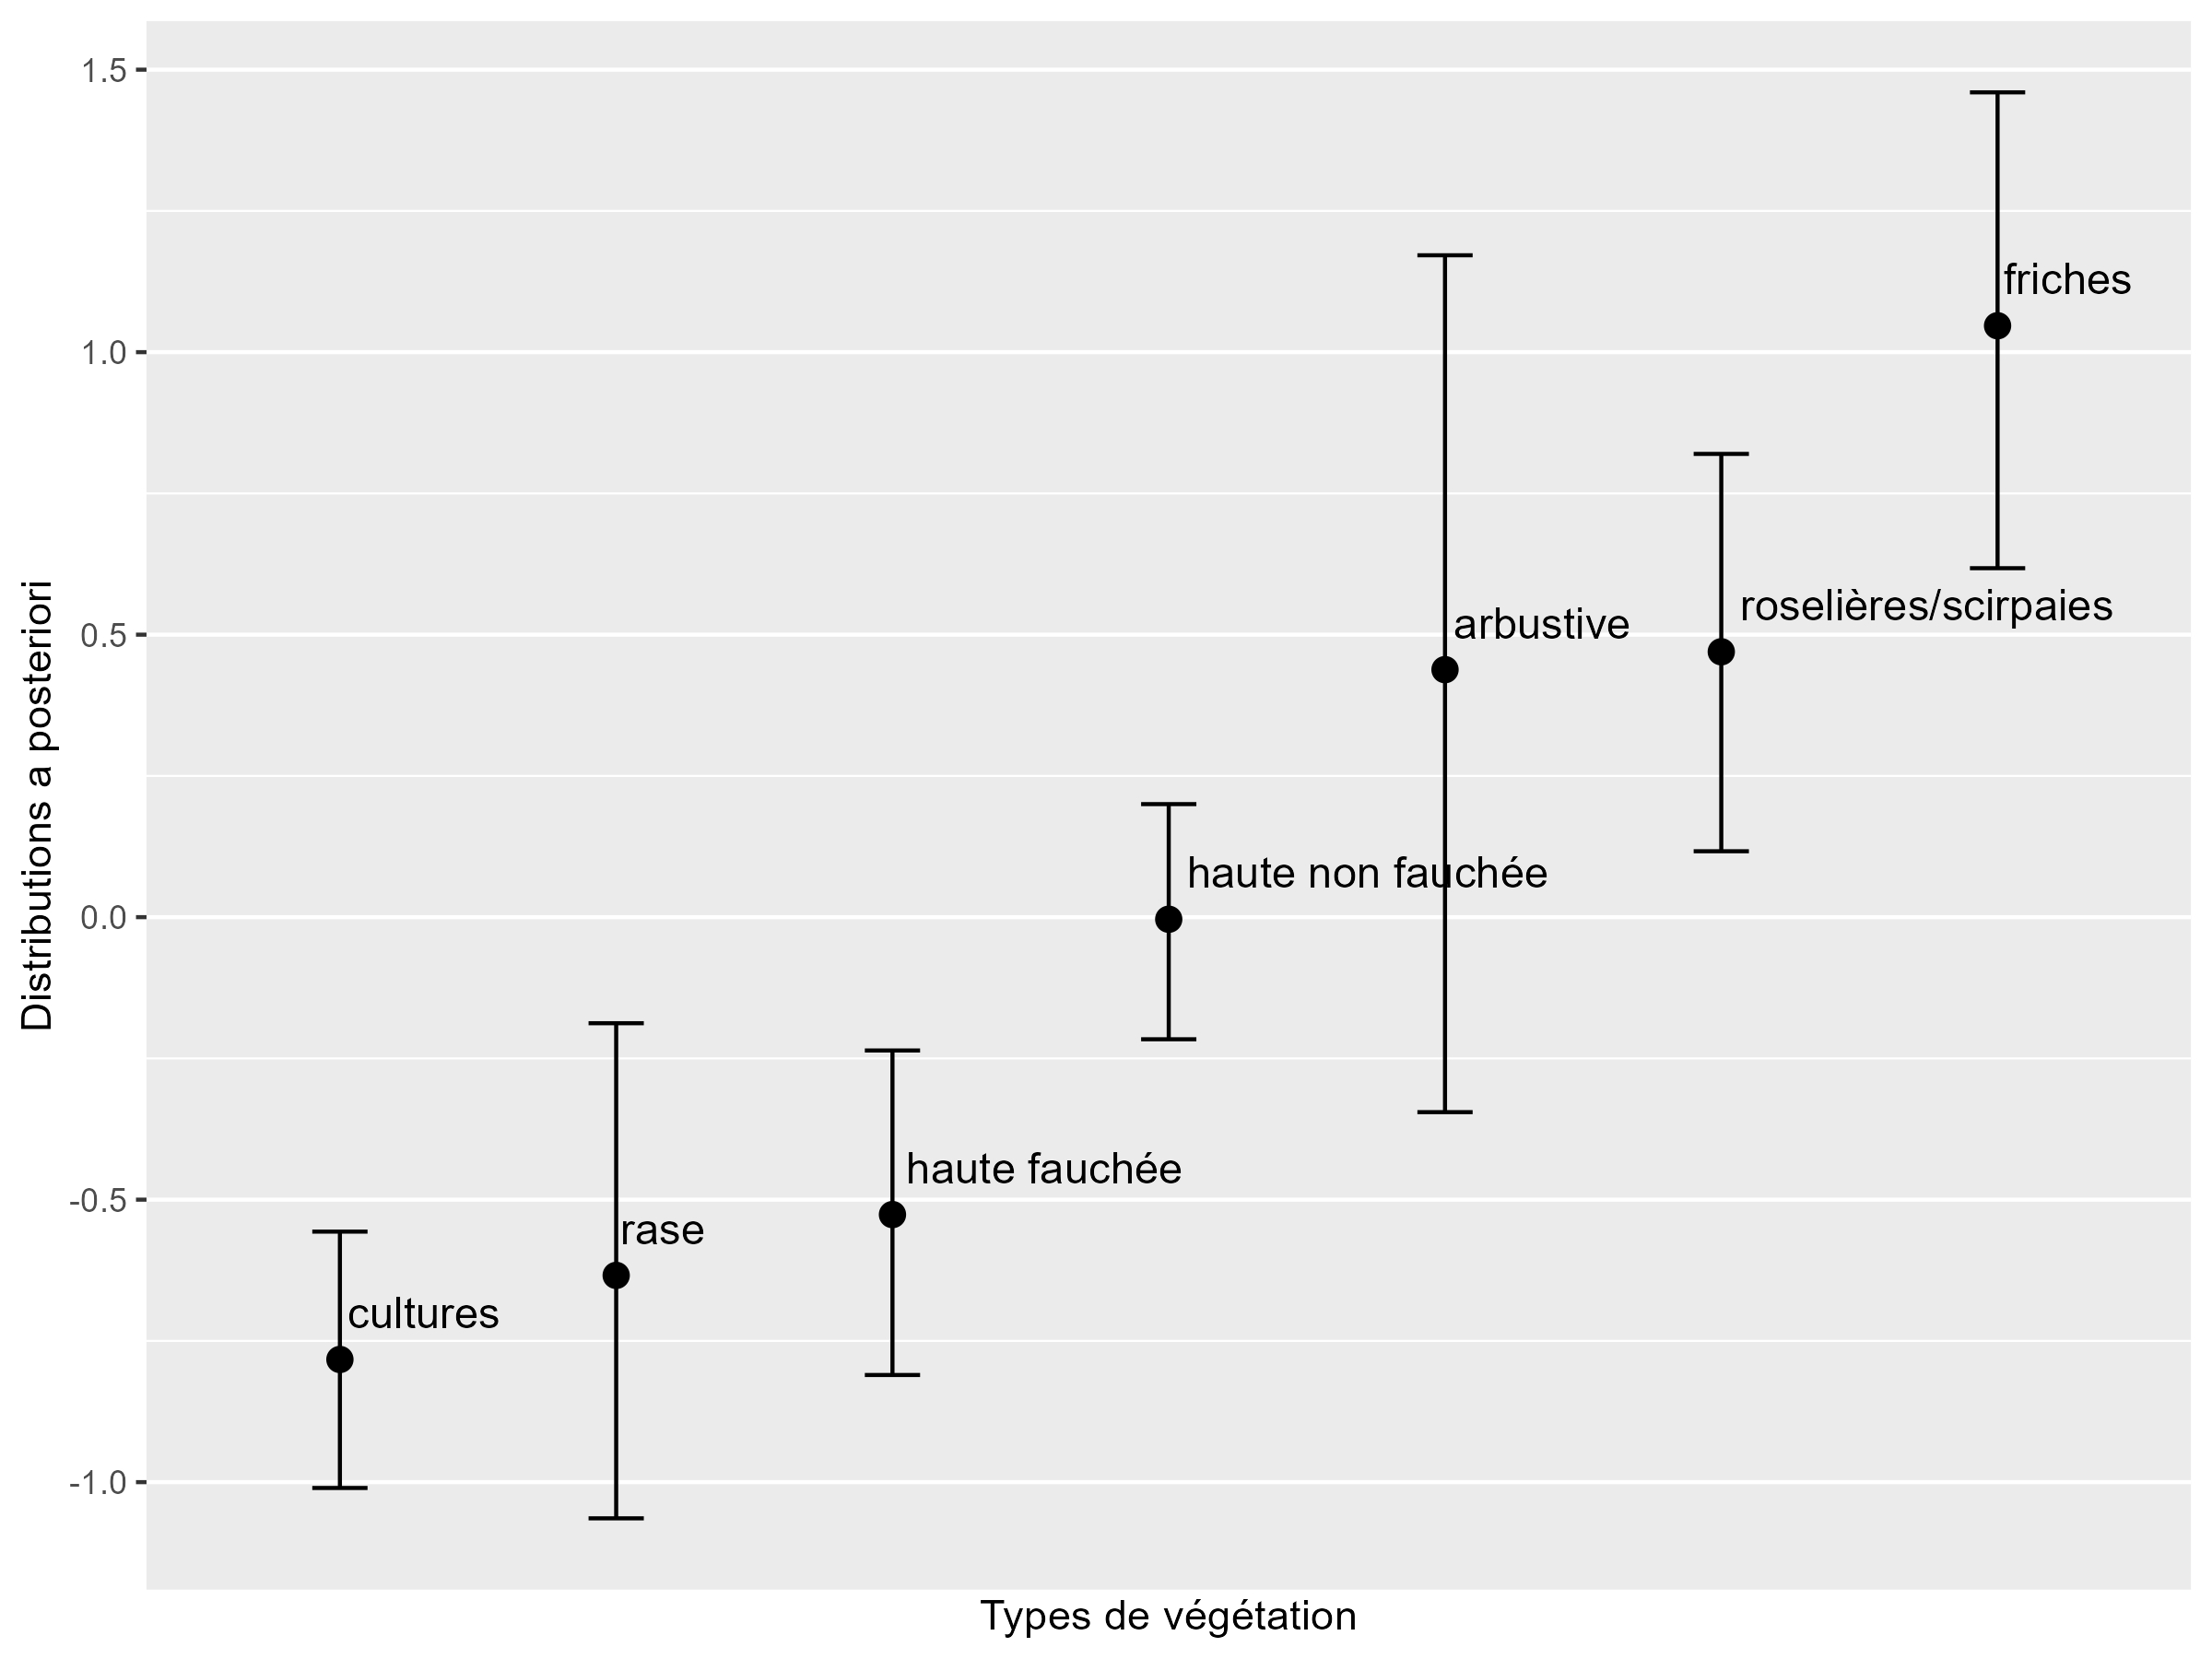 1.5
1.0
0.5
0.0
-0.5
-1.0
Distributions a posteriori
friches
roselières/scirpaies
arbustive
haute non fauchée
haute fauchée
rase
cultures
Types de végétation